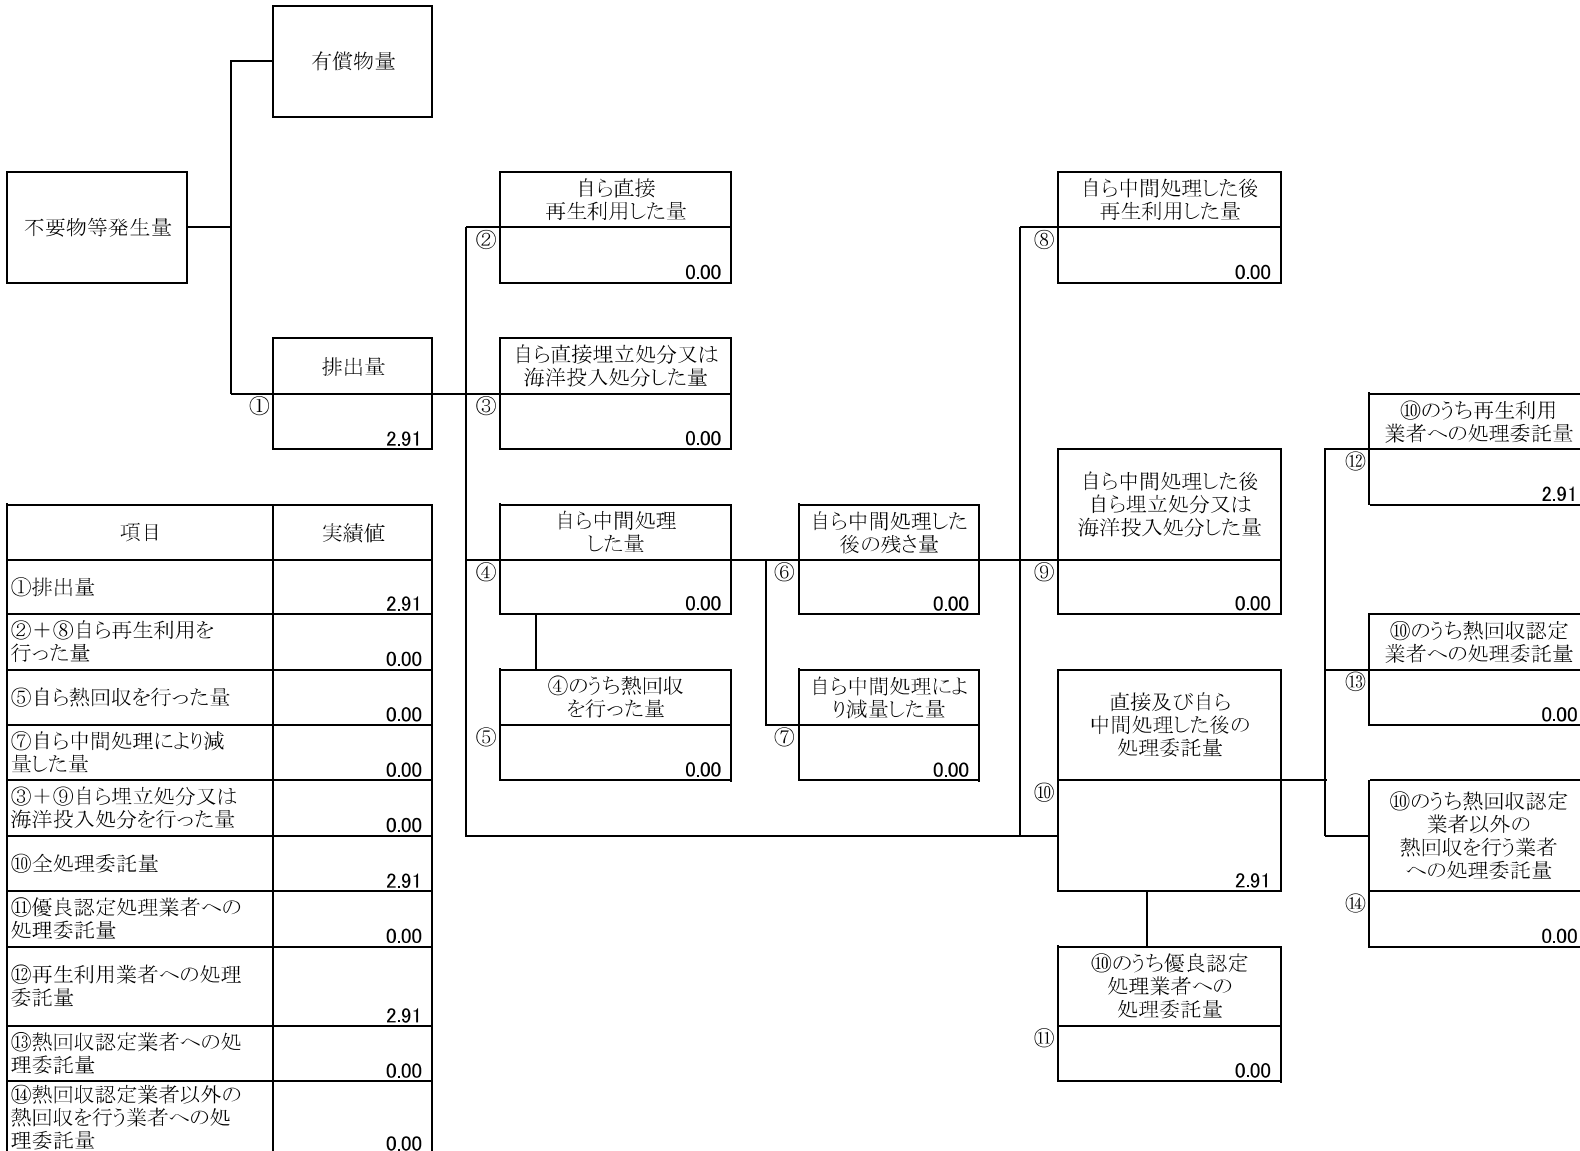 有償物量
不要物等発生量
自ら直接
再生利用した量
②
0.00
自ら中間処理した後
再生利用した量
⑧
0.00
排出量
①
2.91
自ら直接埋立処分又は
海洋投入処分した量
③
0.00
⑩のうち再生利用
業者への処理委託量
⑫
2.91
自ら中間処理
した量
④
0.00
自ら中間処理した
後の残さ量
⑥
0.00
自ら中間処理した後
自ら埋立処分又は
海洋投入処分した量
⑨
0.00
⑩のうち熱回収認定
業者への処理委託量
⑬
0.00
④のうち熱回収
を行った量
⑤
0.00
自ら中間処理によ
り減量した量
⑦
0.00
直接及び自ら
中間処理した後の
処理委託量
⑩
2.91
⑩のうち熱回収認定
業者以外の
熱回収を行う業者
への処理委託量
⑭
0.00
⑩のうち優良認定
処理業者への
処理委託量
⑪
0.00
項目 実績値
①排出量
2.91
②+⑧自ら再生利用を
行った量
0.00
⑤自ら熱回収を行った量
0.00
⑦自ら中間処理により減
量した量
0.00
③+⑨自ら埋立処分又は
海洋投入処分を行った量
0.00
⑩全処理委託量
2.91
⑪優良認定処理業者への
処理委託量
0.00
⑫再生利用業者への処理
委託量
2.91
⑬熱回収認定業者への処
理委託量
0.00
⑭熱回収認定業者以外の
熱回収を行う業者への処
理委託量
0.00